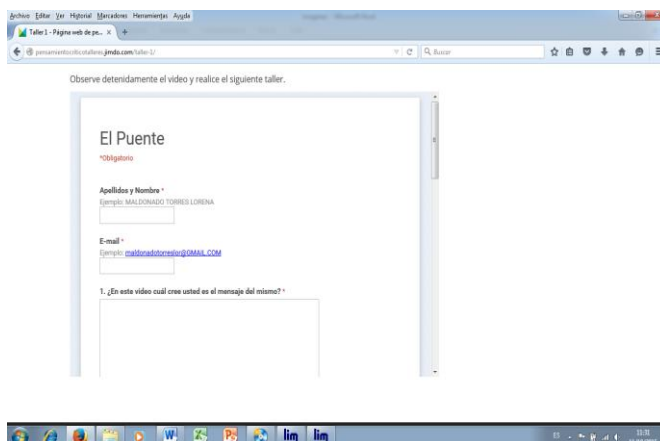 Archivo Editar Ver Historial Marcadores Herramientas Ayuda
Taller 1 - Página web de pe...
pensamientocriticotalleres.jimdo.com/taller-1/
Buscar
Observe detenidamente el video y realice el siguiente taller.
El Puente
*Obligatorio
Apellidos y Nombre *
Ejemplo: MALDONADO TORRES LORENA
E-mail *
Ejemplo: maldonadotorreslor@GMAIL.COM
1. ¿En este video cuál cree usted es el mensaje del mismo? *
lim lim
ES
11:31